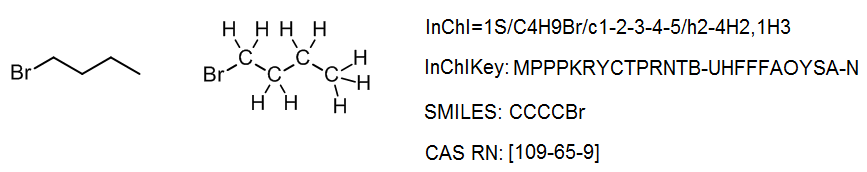 Br
H H H H
C C H
Br C C H
H H H
InChI=1S/C4H9Br/c1-2-3-4-5/h2-4H2,1H3
InChIKey: MPPPKRYCTPRNTB-UHFFFAOYSA-N
SMILES: CCCCBr
CAS RN: [109-65-9]